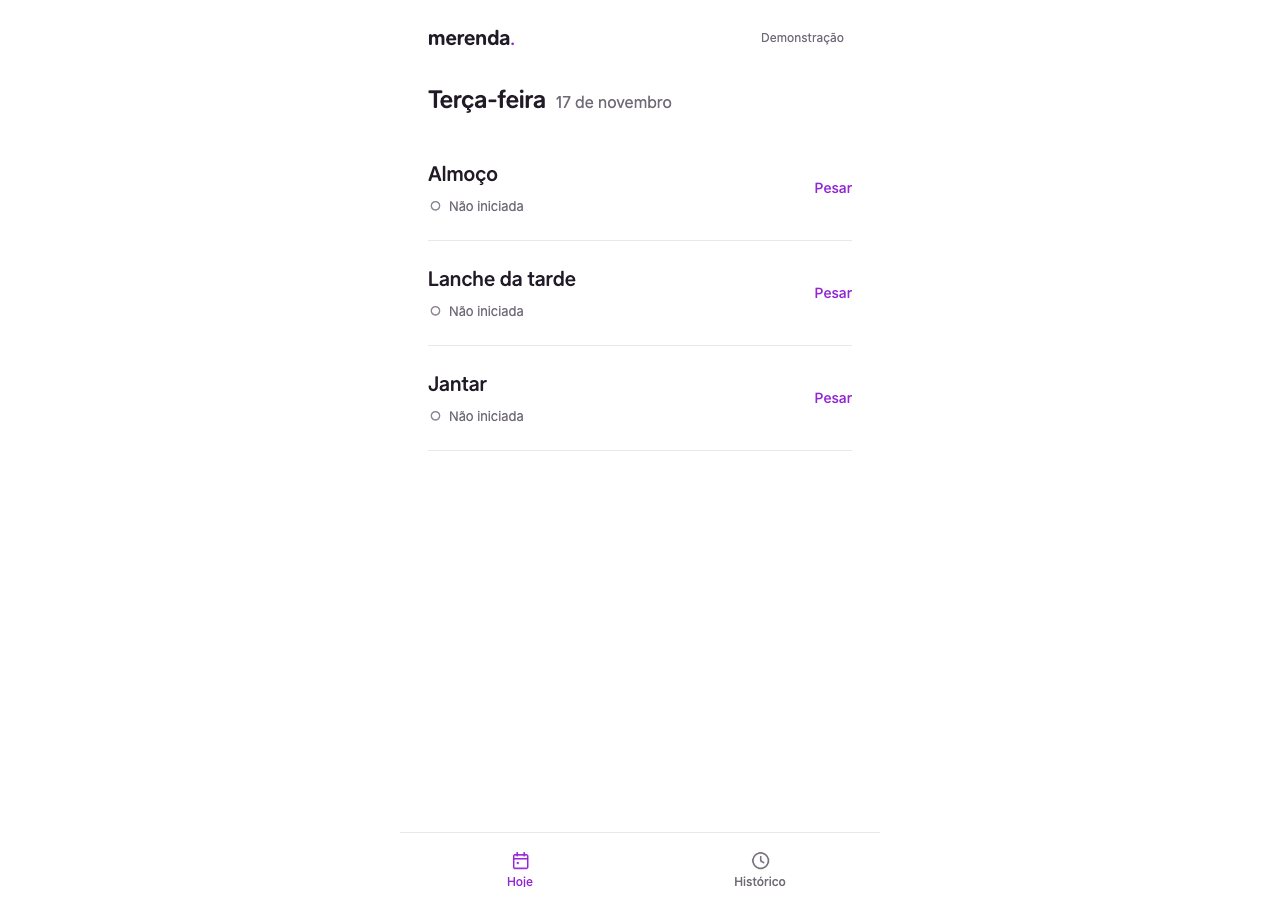 merenda.
Demonstração
Terça-feira 17 de novembro
Almoço
Não iniciada
Pesar
Lanche da tarde
Não iniciada
Pesar
Jantar
Não iniciada
Pesar
Hoje
Histórico